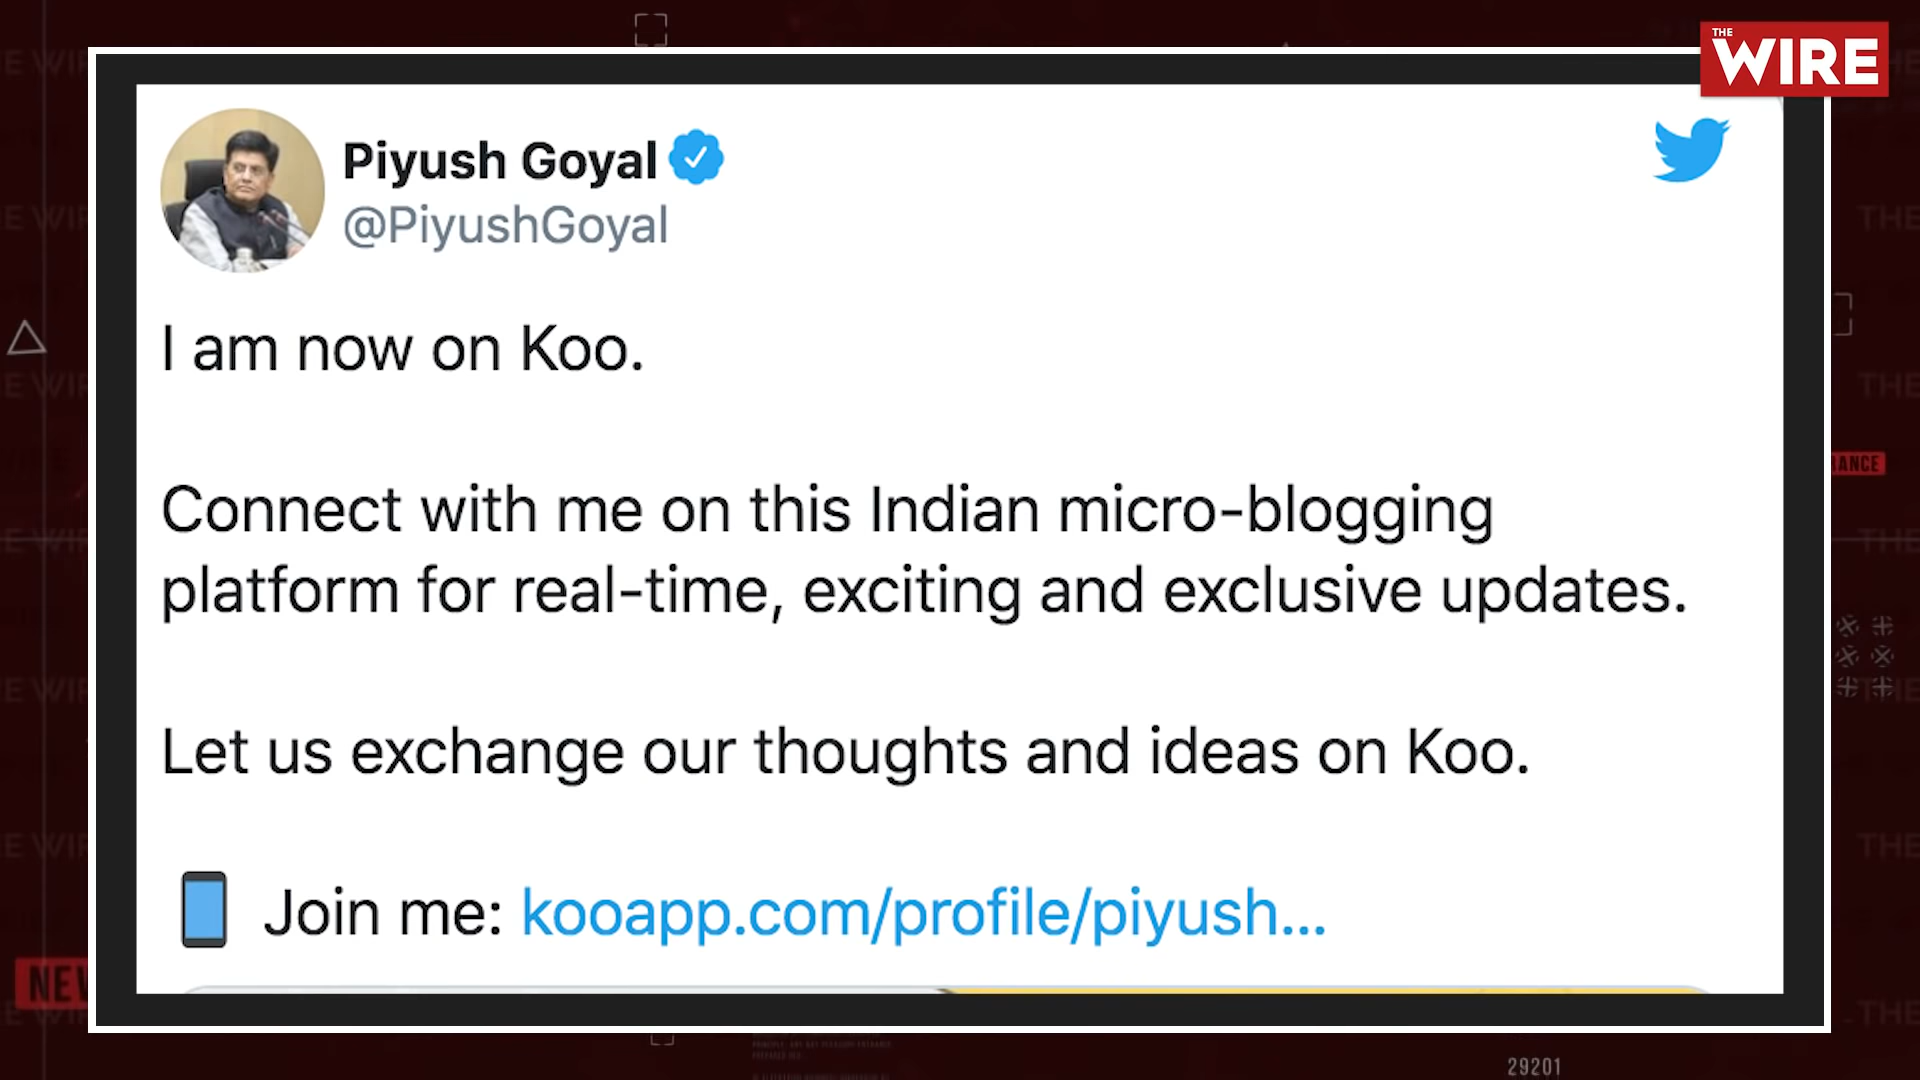 THE
WIRE
Piyush Goyal
@PiyushGoyal
I am now on Koo.
Connect with me on this Indian micro-blogging
platform for real-time, exciting and exclusive updates.
Let us exchange our thoughts and ideas on Koo.
Join me: kooapp.com/profile/piyush...
29201